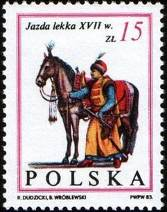 Jazda lekka XVII w.
ZŁ 15
POLSKA
R. DUDZICKI, B. WRÓBLEWSKI PWPW 83.